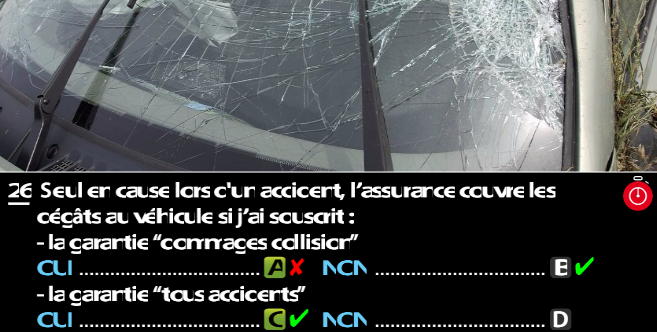 26 Seul en cause lors d'un accident, l'assurance couvre les
dégâts au véhicule si j'ai souscrit :
- la garantie "dommages collision"
OUI .............................. A ✘ NON .............................. B ✔
- la garantie "tous accidents"
OUI .............................. C ✔ NON .............................. D